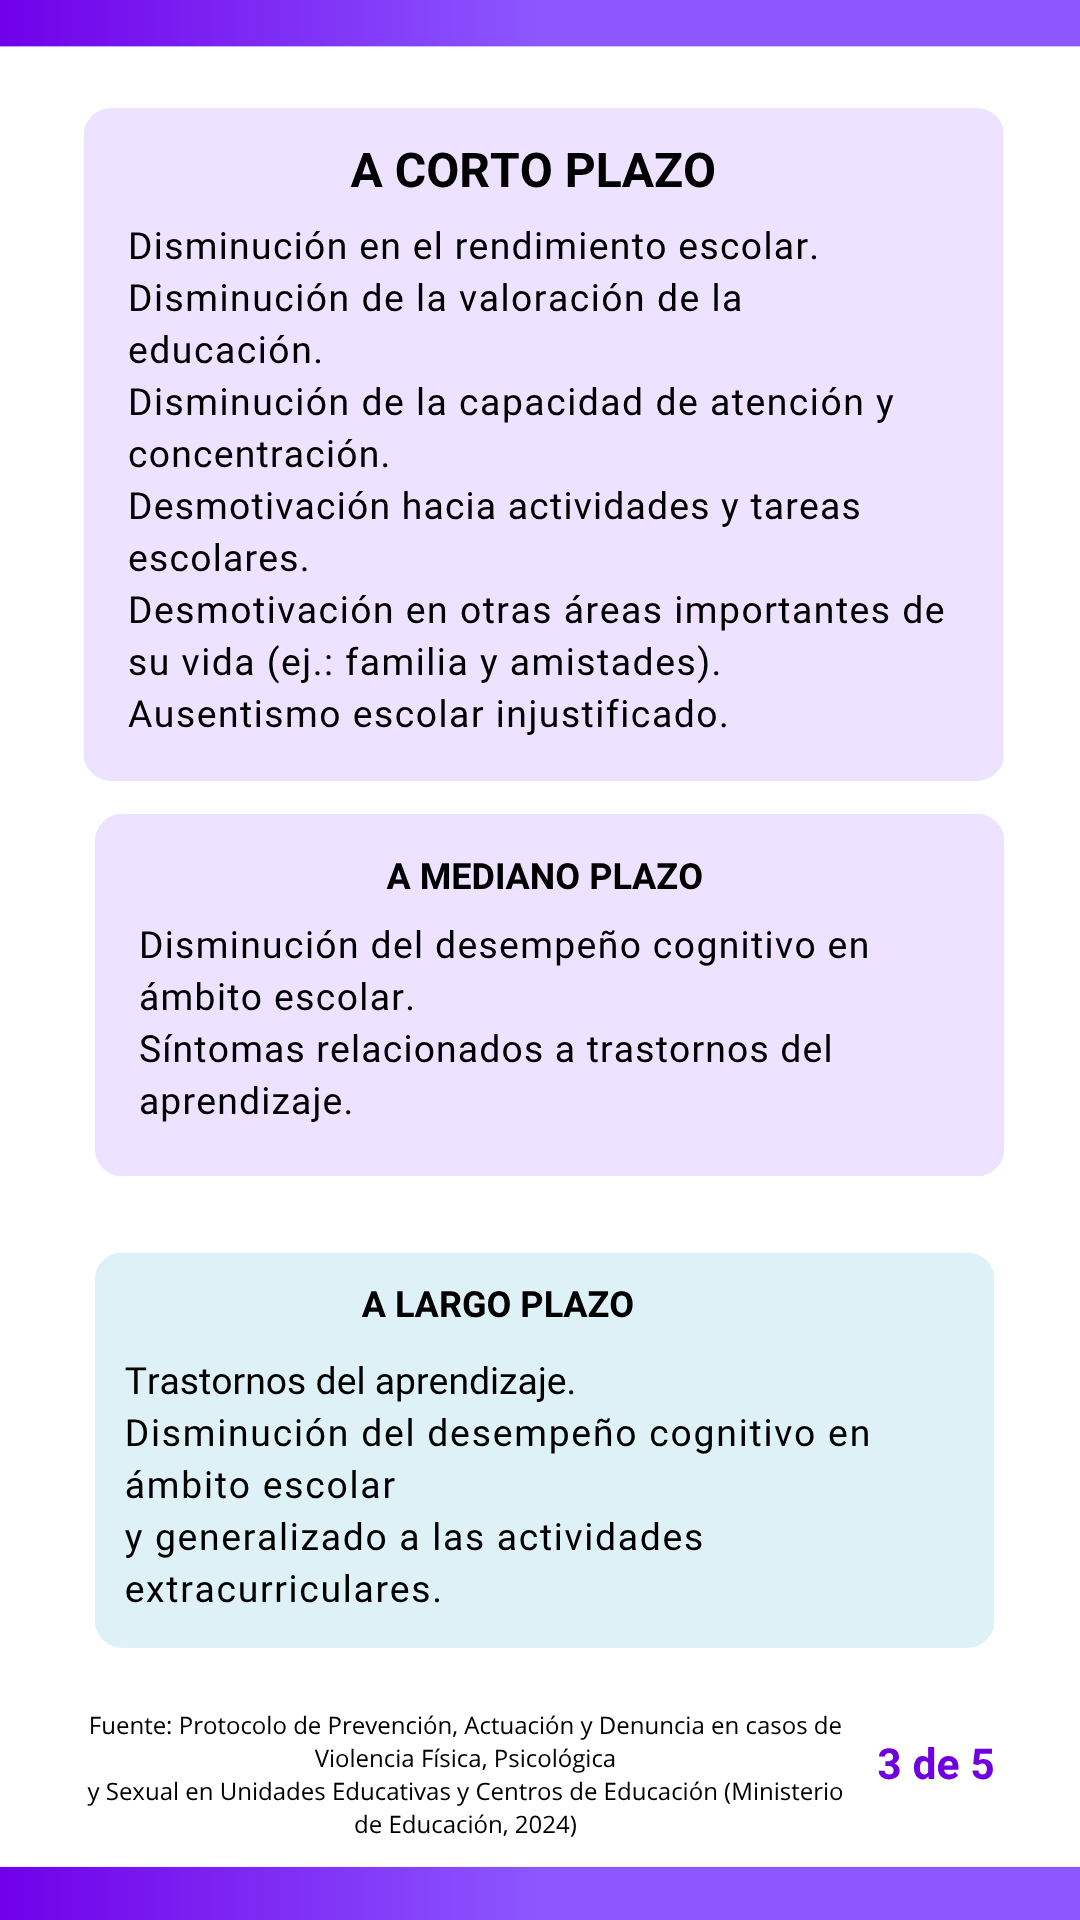 A CORTO PLAZO
Disminución en el rendimiento escolar.
Disminución de la valoración de la
educación.
Disminución de la capacidad de atención y
concentración.
Desmotivación hacia actividades y tareas
escolares.
Desmotivación en otras áreas importantes de
su vida (ej.: familia y amistades).
Ausentismo escolar injustificado.
A MEDIANO PLAZO
Disminución del desempeño cognitivo en
ámbito escolar.
Síntomas relacionados a trastornos del
aprendizaje.
A LARGO PLAZO
Trastornos del aprendizaje.
Disminución del desempeño cognitivo en
ámbito escolar
y generalizado a las actividades
extracurriculares.
Fuente: Protocolo de Prevención, Actuación y Denuncia en casos de
Violencia Física, Psicológica
y Sexual en Unidades Educativas y Centros de Educación (Ministerio
de Educación, 2024)
3 de 5